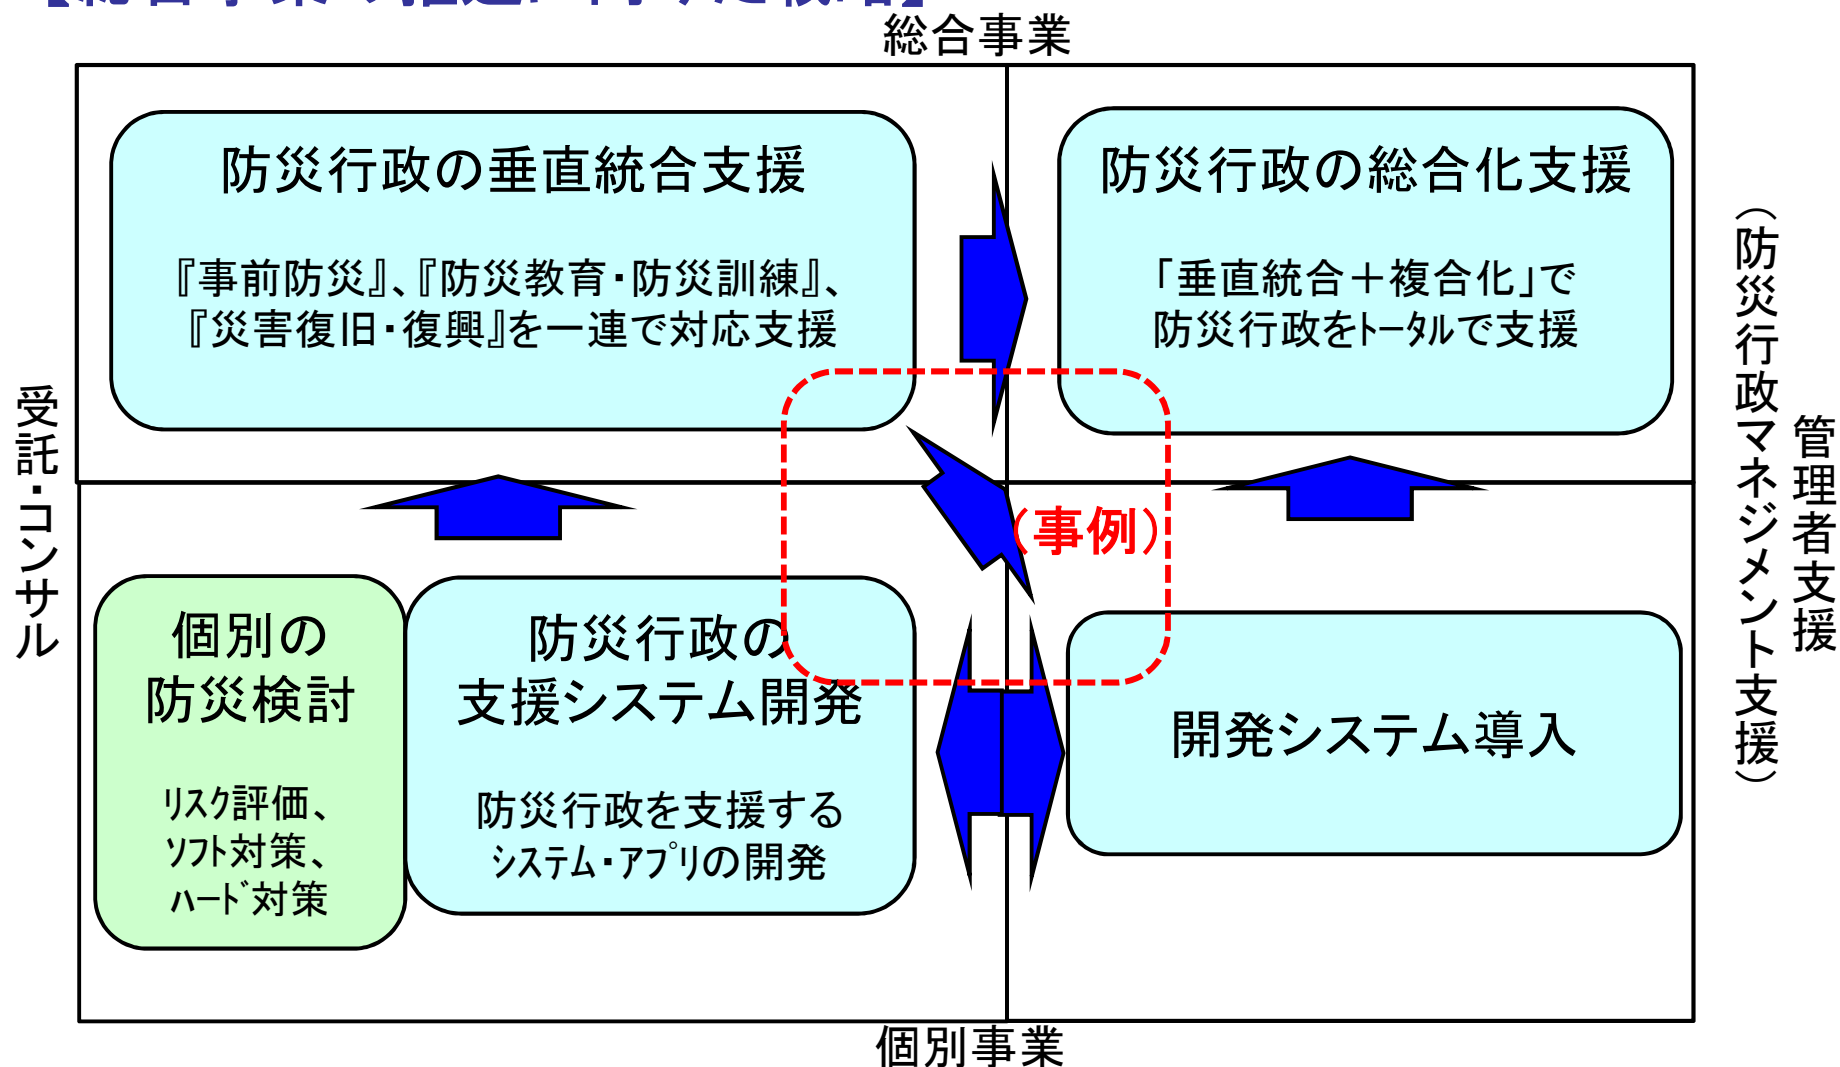 総合事業
防災行政の垂直統合支援
『事前防災』、『防災教育・防災訓練』、
『災害復旧・復興』を一連で対応支援
防災行政の総合化支援
「垂直統合＋複合化」で
防災行政をﾄｰﾀﾙで支援
受託・コンサル
管理者支援
（防災行政マネジメント支援）
（事例）
個別の
防災検討
ﾘｽｸ評価、
ｿﾌﾄ対策、
ﾊｰﾄﾞ対策
防災行政の
支援システム開発
防災行政を支援する
ｼｽﾃﾑ・ｱﾌﾟﾘの開発
開発システム導入
個別事業